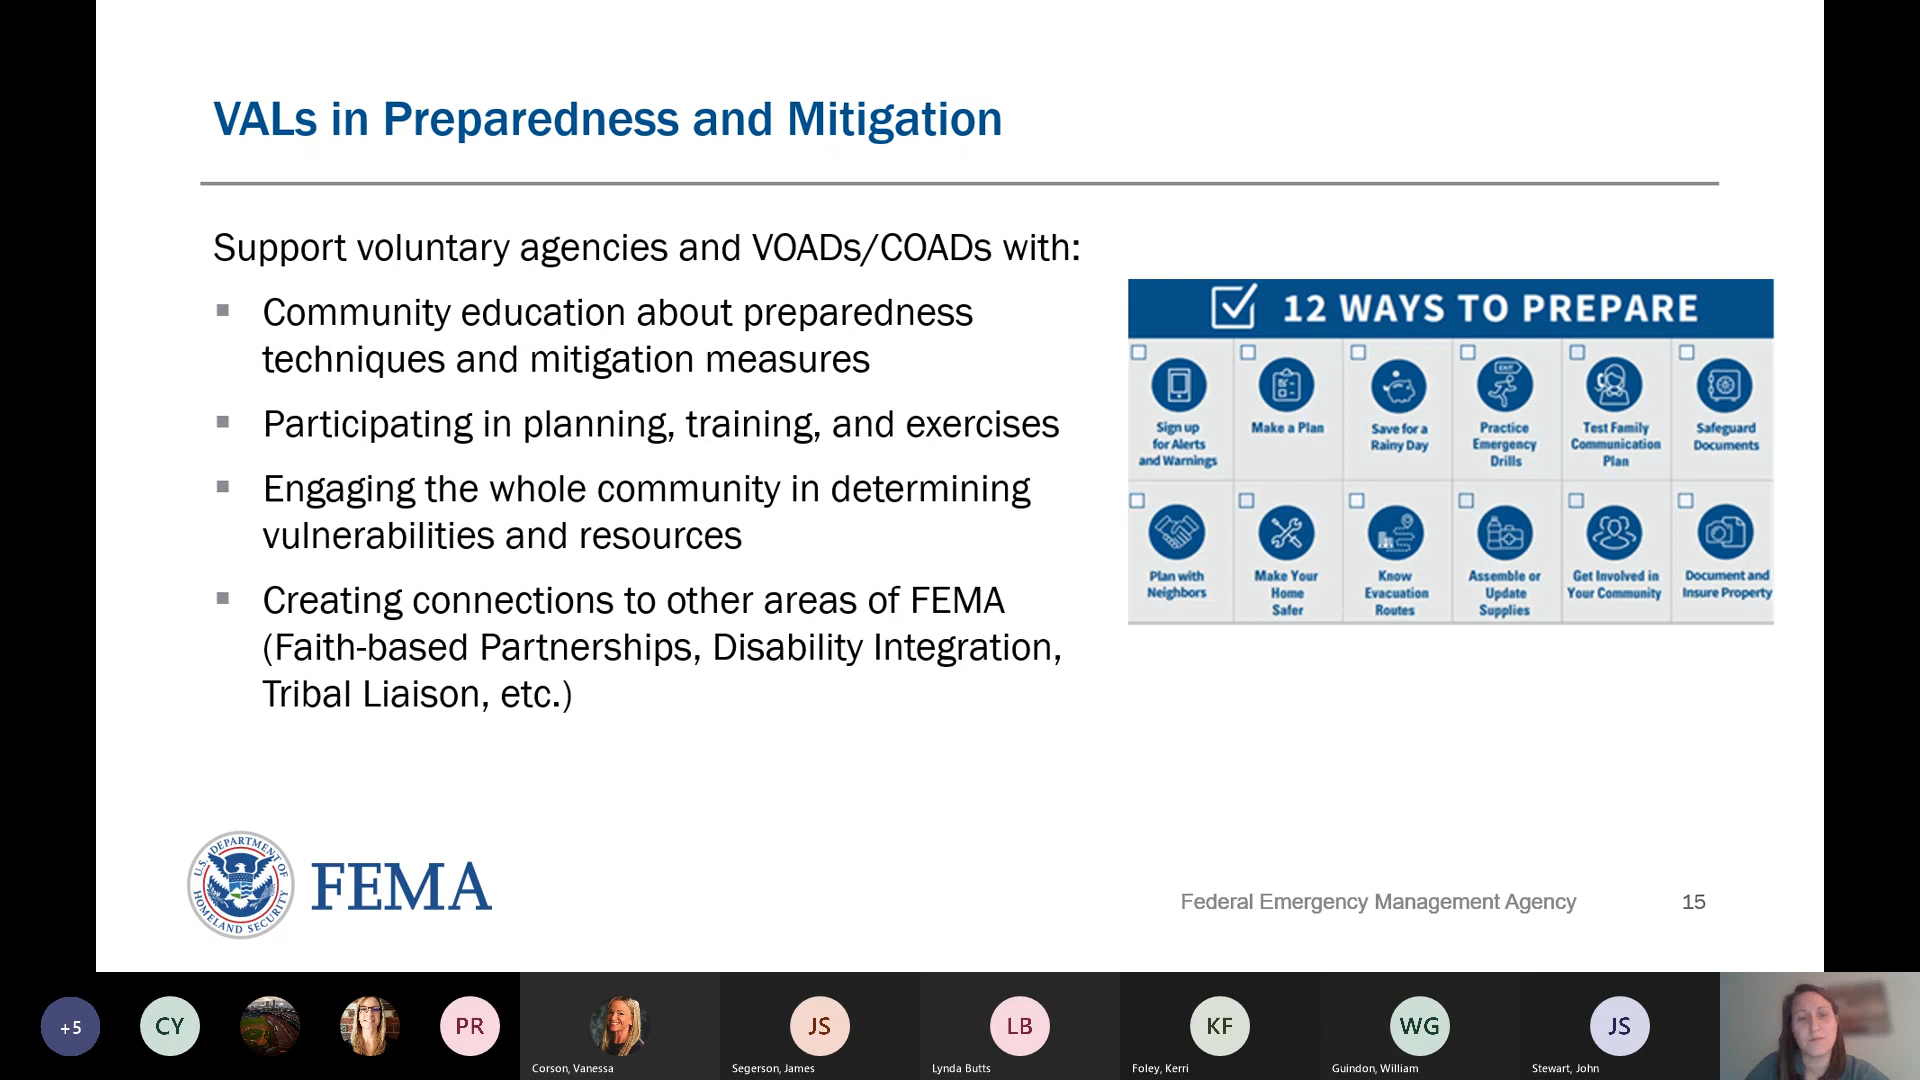 VALs in Preparedness and Mitigation
Support voluntary agencies and VOADs/COADs with:
Community education about preparedness
techniques and mitigation measures
Participating in planning, training, and exercises
Engaging the whole community in determining
vulnerabilities and resources
Creating connections to other areas of FEMA
(Faith-based Partnerships, Disability Integration,
Tribal Liaison, etc.)
12 WAYS TO PREPARE
Sign up
for Alerts
and Warnings
Make a Plan
Save for a
Rainy Day
EXIT
Practice
Emergency
Drills
Test Family
Communication
Plan
Safeguard
Documents
Plan with
Neighbors
Make Your
Home
Safer
Know
Evacuation
Routes
Assemble or
Update
Supplies
Get Involved in
Your Community
Document and
Insure Property
U.S. DEPARTMENT OF
HOMELAND SECURITY
FEMA
Federal Emergency Management Agency
15
+5
CY
PR
JS
LB
KF
WG
JS
Corson, Vanessa
Segerson, James
Lynda Butts
Foley, Kerri
Guindon, William
Stewart, John